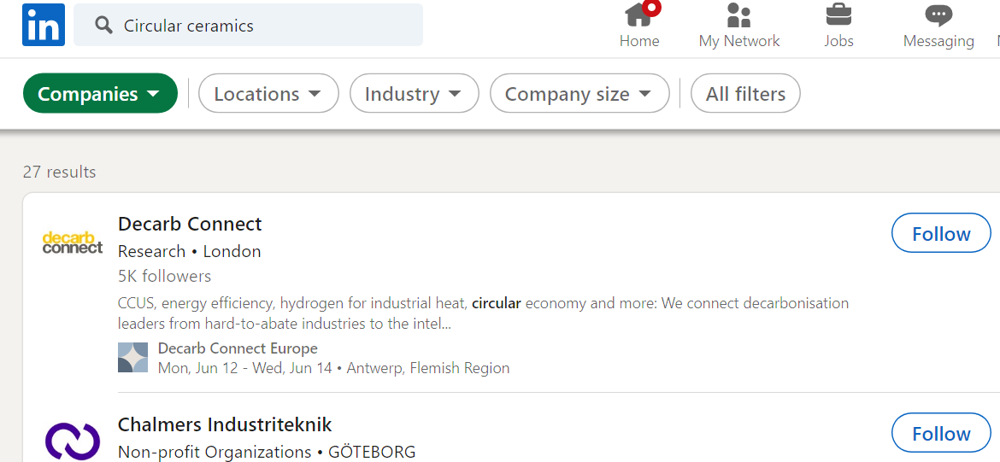 in
Circular ceramics
Home
My Network
Jobs
Messaging
Companies
Locations
Industry
Company size
All filters
27 results
decarb
connect
Decarb Connect
Research • London
5K followers
CCUS, energy efficiency, hydrogen for industrial heat, circular economy and more: We connect decarbonisation
leaders from hard-to-abate industries to the intel...
Decarb Connect Europe
Mon, Jun 12 - Wed, Jun 14 • Antwerp, Flemish Region
Follow
Chalmers Industriteknik
Non-profit Organizations • GÖTEBORG
Follow